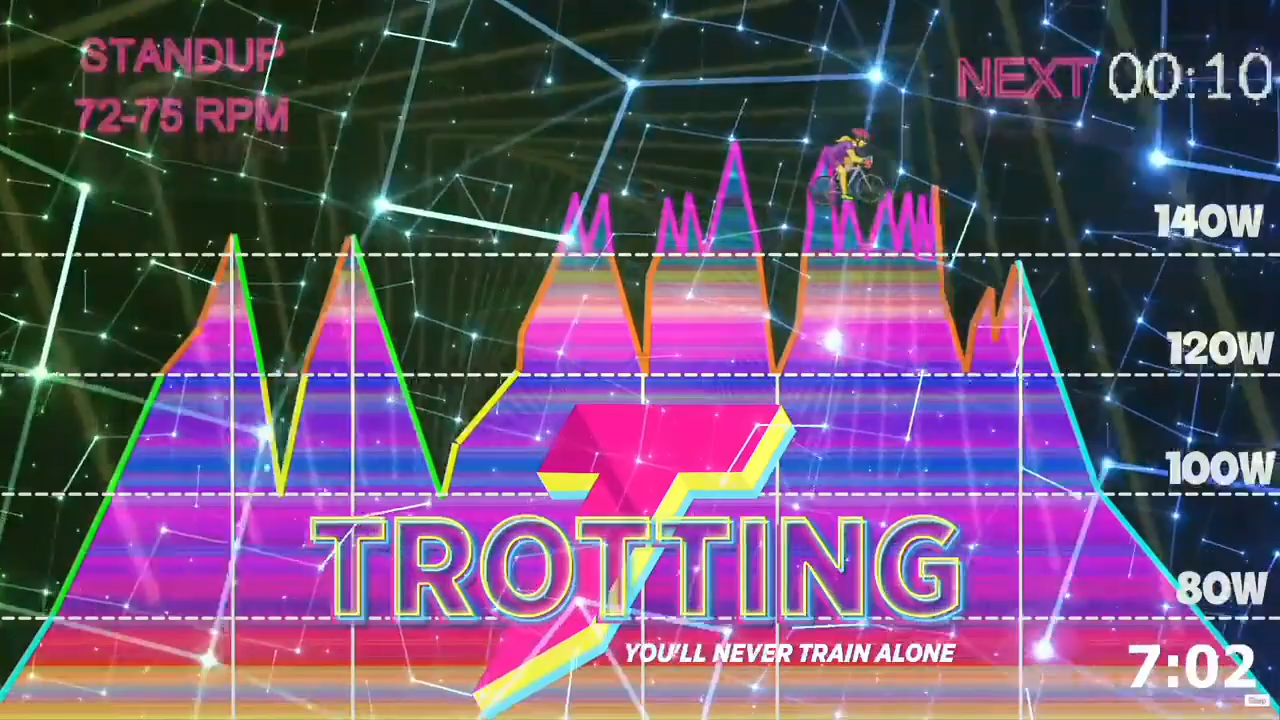 STANDUP
72-75 RPM
NEXT 00:10
140W
120W
100W
80W
TROTTING
YOU'LL NEVER TRAIN ALONE
7:02